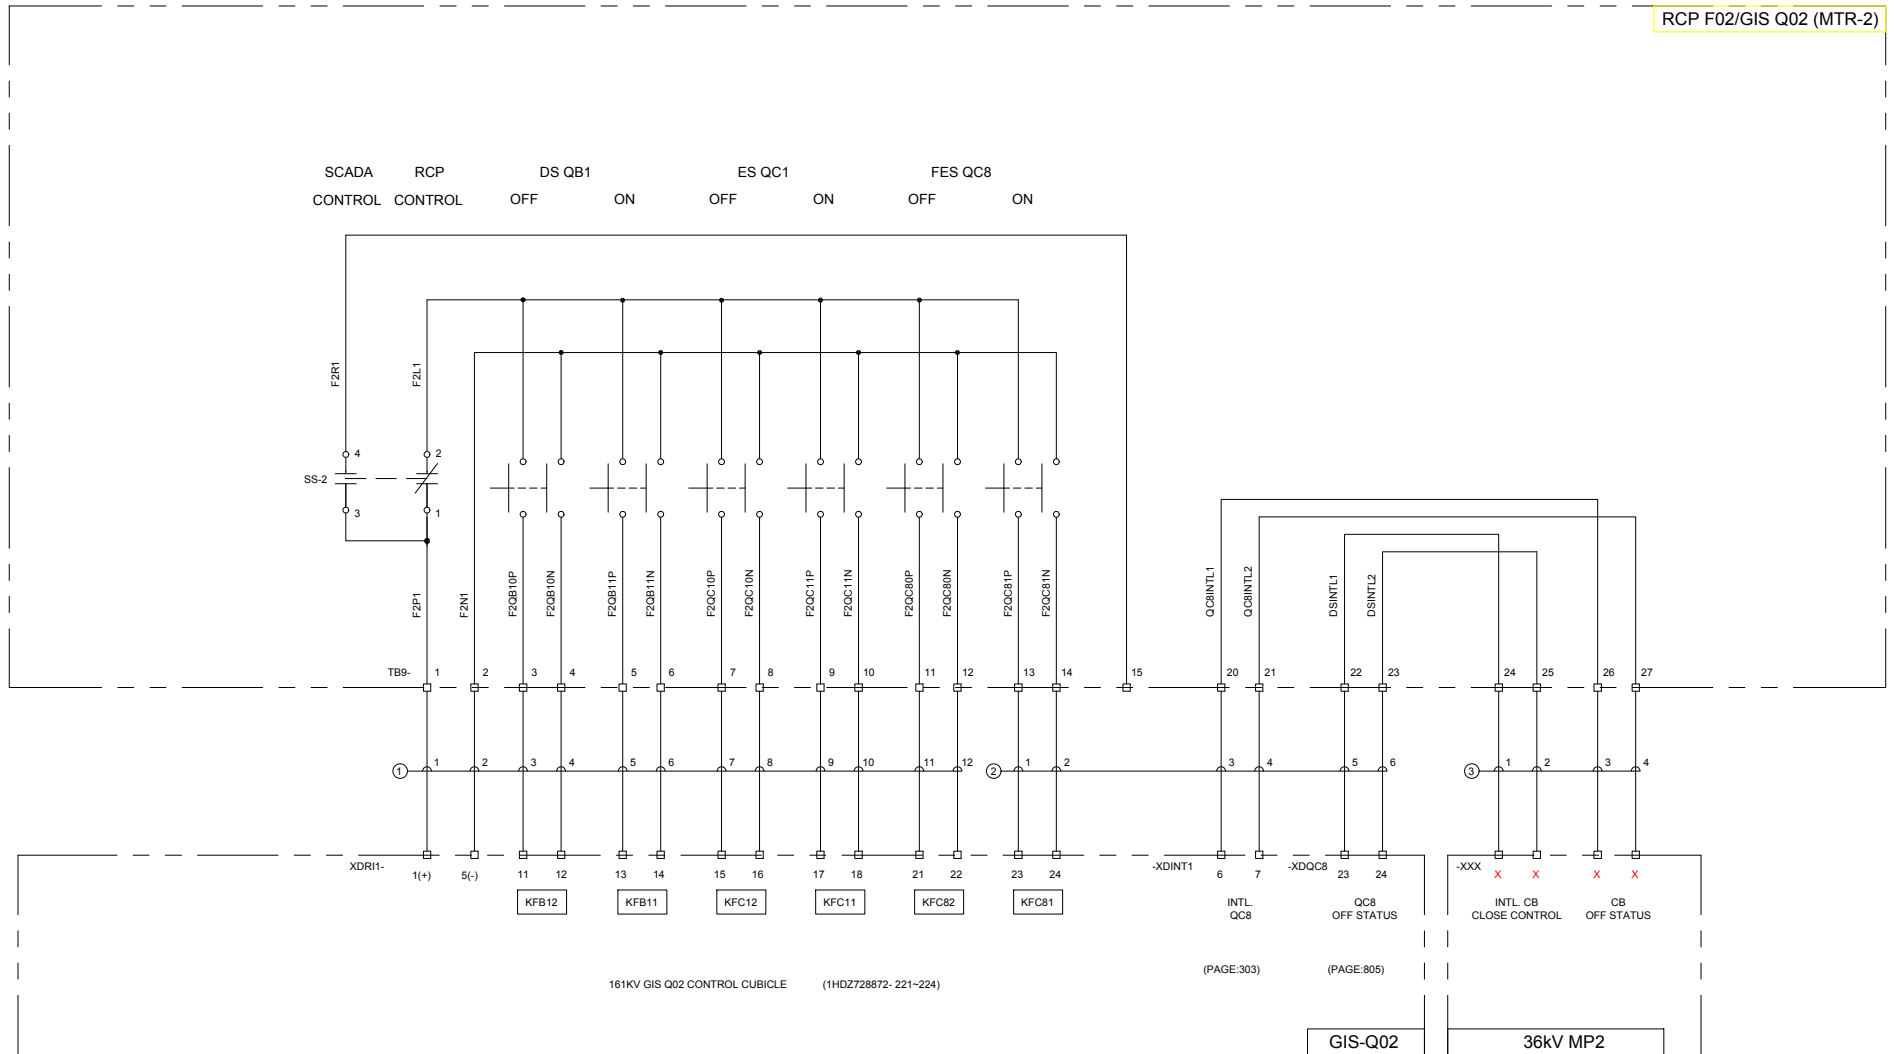 RCP F02/GIS Q02 (MTR-2)
SCADA RCP DS QB1 ES QC1 FES QC8
CONTROL CONTROL OFF ON OFF ON OFF ON
F2R1 F2L1
4 2
SS-2
3 1
F2P1 F2N1 F2QB10P F2QB10N F2QB11P F2QB11N F2QC10P F2QC10N F2QC11P F2QC11N F2QC80P F2QC80N F2QC81P F2QC81N QC8INTL1 QC8INTL2 DSINTL1 DSINTL2
TB9- 1 2 3 4 5 6 7 8 9 10 11 12 13 14 15 20 21 22 23 24 25 26 27
1 1 2 3 4 5 6 7 8 9 10 11 12 2 1 2 3 4 5 6 3 1 2 3 4
XDRI1- 1(+) 5(-) 11 12 13 14 15 16 17 18 21 22 23 24 -XDINT1 6 7 -XDQC8 23 24 -XXX X X X X
KFB12 KFB11 KFC12 KFC11 KFC82 KFC81 INTL. QC8 INTL. CB CB
QC8 OFF STATUS CLOSE CONTROL OFF STATUS
(PAGE:303) (PAGE:805)
161KV GIS Q02 CONTROL CUBICLE (1HDZ728872- 221~224)
GIS-Q02 36kV MP2